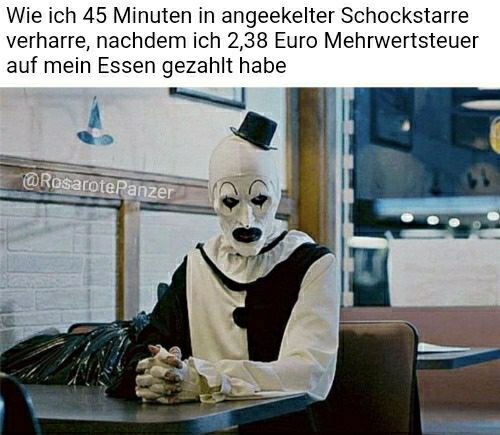 Wie ich 45 Minuten in angeekelter Schockstarre
verharre, nachdem ich 2,38 Euro Mehrwertsteuer
auf mein Essen gezahlt habe
@RosarotePanzer